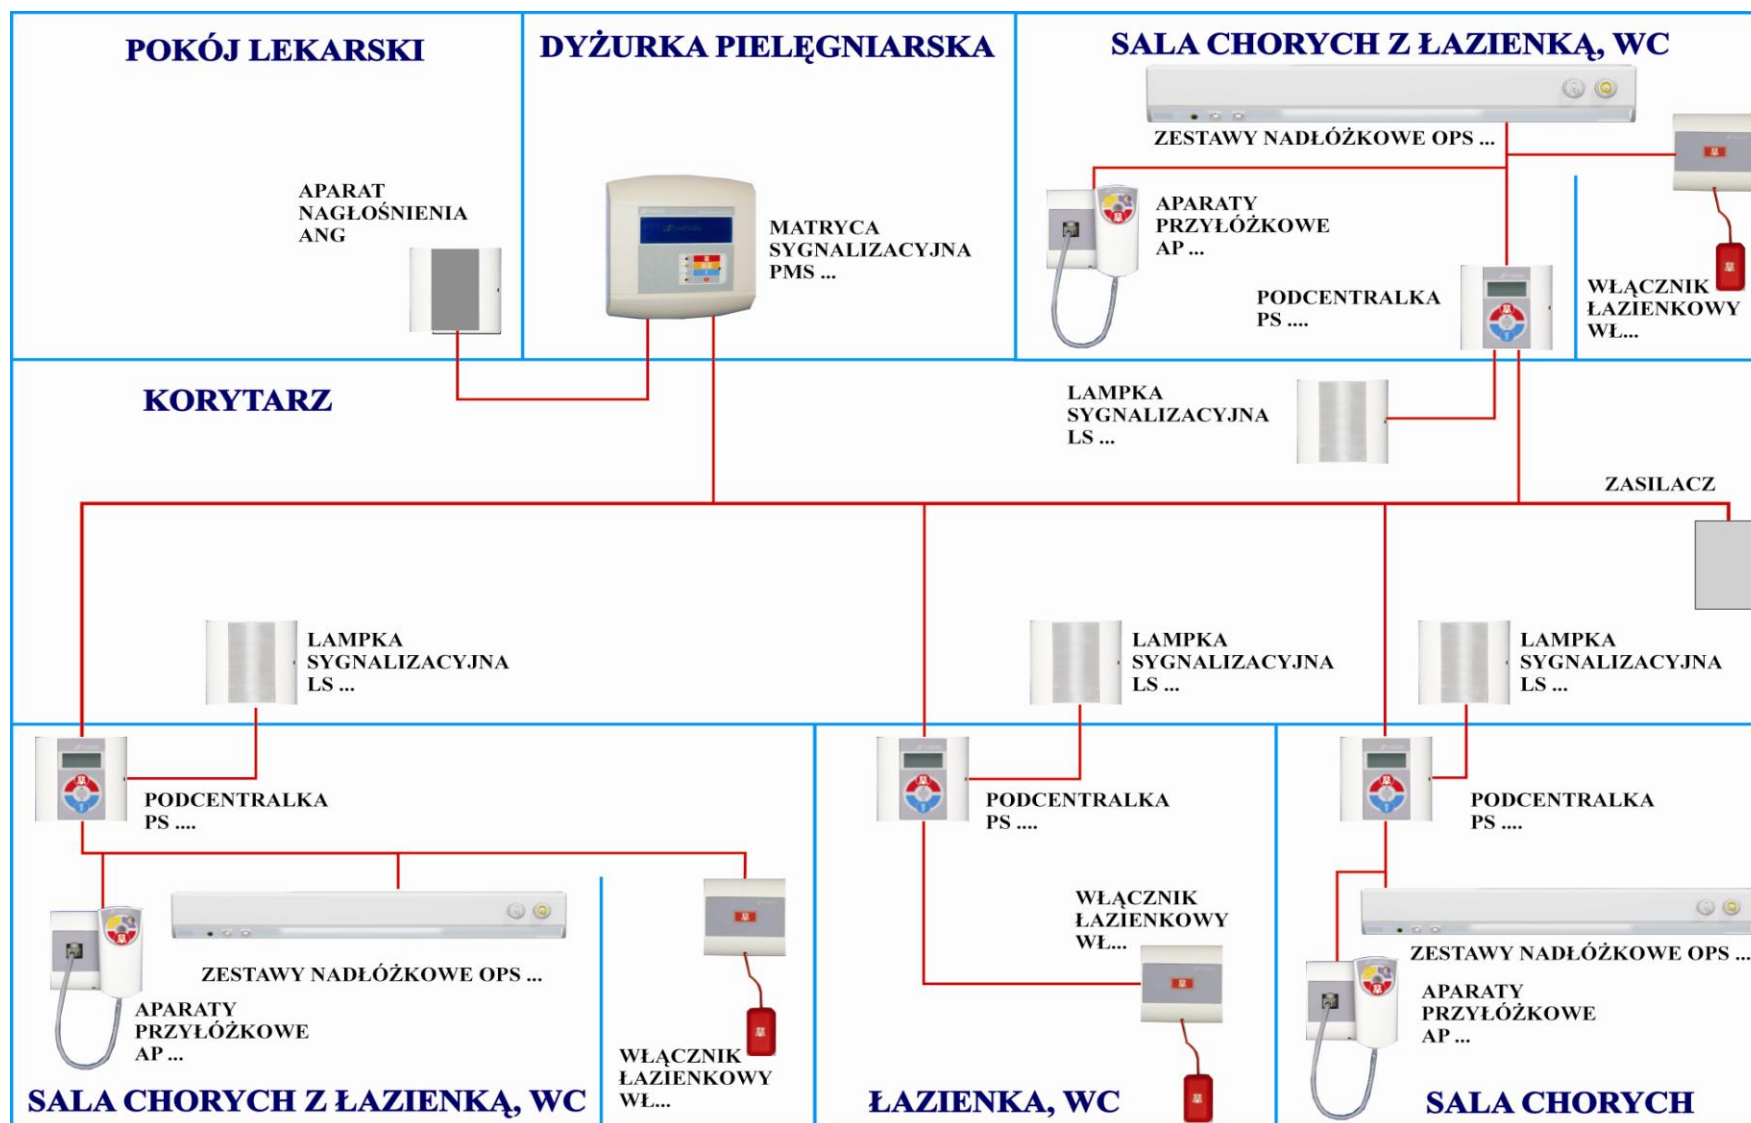 POKÓJ LEKARSKI
DYŻURKA PIELĘGNIARSKA
SALA CHORYCH Z ŁAZIENKĄ, WC
ZESTAWY NADŁÓŻKOWE OPS ...
APARAT
NAGŁOŚNIENIA
ANG
MATRYCA
SYGNALIZACYJNA
PMS ...
APARATY
PRZYŁÓŻKOWE
AP ...
PODCENTRALKA
PS ....
WŁĄCZNIK
ŁAZIENKOWY
WŁ...
KORYTARZ
LAMPKA
SYGNALIZACYJNA
LS ...
ZASILACZ
LAMPKA
SYGNALIZACYJNA
LS ...
LAMPKA
SYGNALIZACYJNA
LS ...
LAMPKA
SYGNALIZACYJNA
LS ...
PODCENTRALKA
PS ....
PODCENTRALKA
PS ....
PODCENTRALKA
PS ....
ZESTAWY NADŁÓŻKOWE OPS ...
APARATY
PRZYŁÓŻKOWE
AP ...
WŁĄCZNIK
ŁAZIENKOWY
WŁ...
SALA CHORYCH Z ŁAZIENKĄ, WC
WŁĄCZNIK
ŁAZIENKOWY
WŁ...
ŁAZIENKA, WC
ZESTAWY NADŁÓŻKOWE OPS ...
APARATY
PRZYŁÓŻKOWE
AP ...
SALA CHORYCH